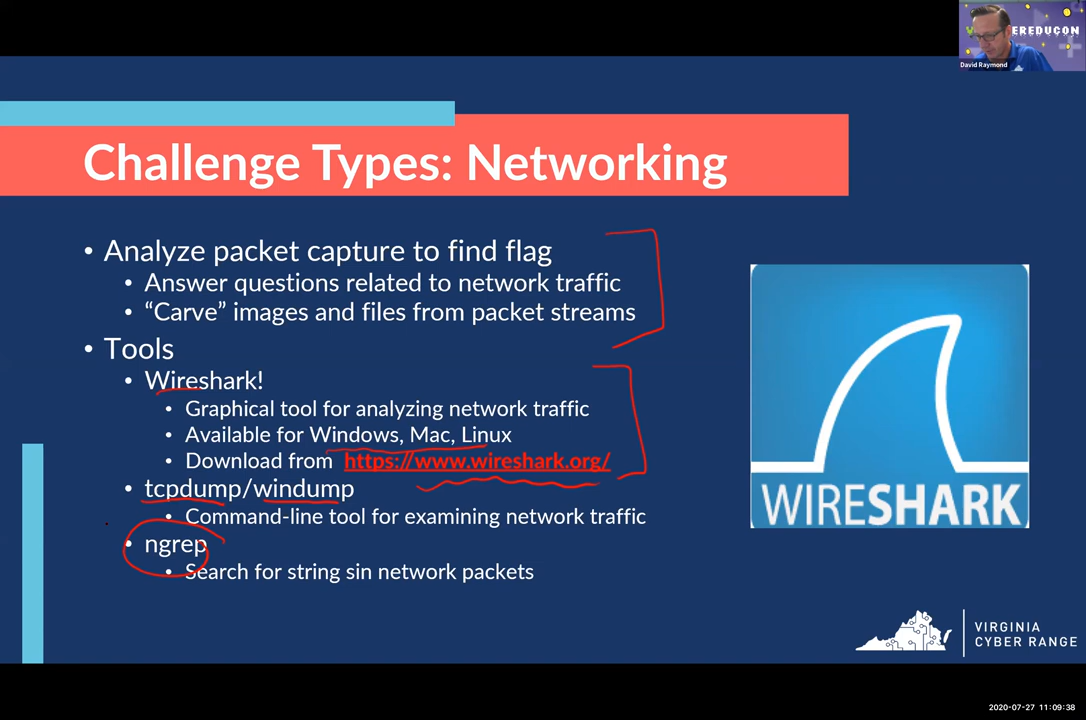 EREDUCON
David Raymond
Challenge Types: Networking
• Analyze packet capture to find flag
• Answer questions related to network traffic
• “Carve” images and files from packet streams
• Tools
• Wireshark!
• Graphical tool for analyzing network traffic
• Available for Windows, Mac, Linux
• Download from https://www.wireshark.org/
• tcpdump/windump
• Command-line tool for examining network traffic
• ngrep
• Search for string sin network packets
WIRESHARK
VIRGINIA
CYBER RANGE
2020-07-27 11:09:38